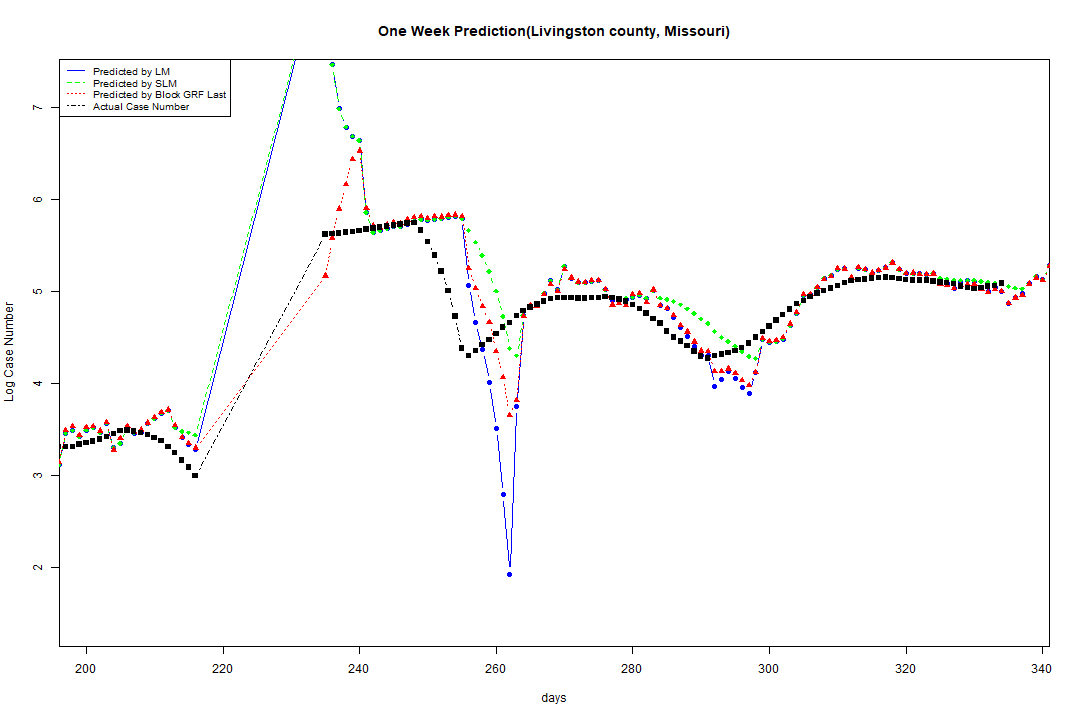 One Week Prediction(Livingston county, Missouri)
Predicted by LM
Predicted by SLM
Predicted by Block GRF Last
Actual Case Number
7
6
5
4
3
2
Log Case Number
200 220 240 260 280 300 320 340
days